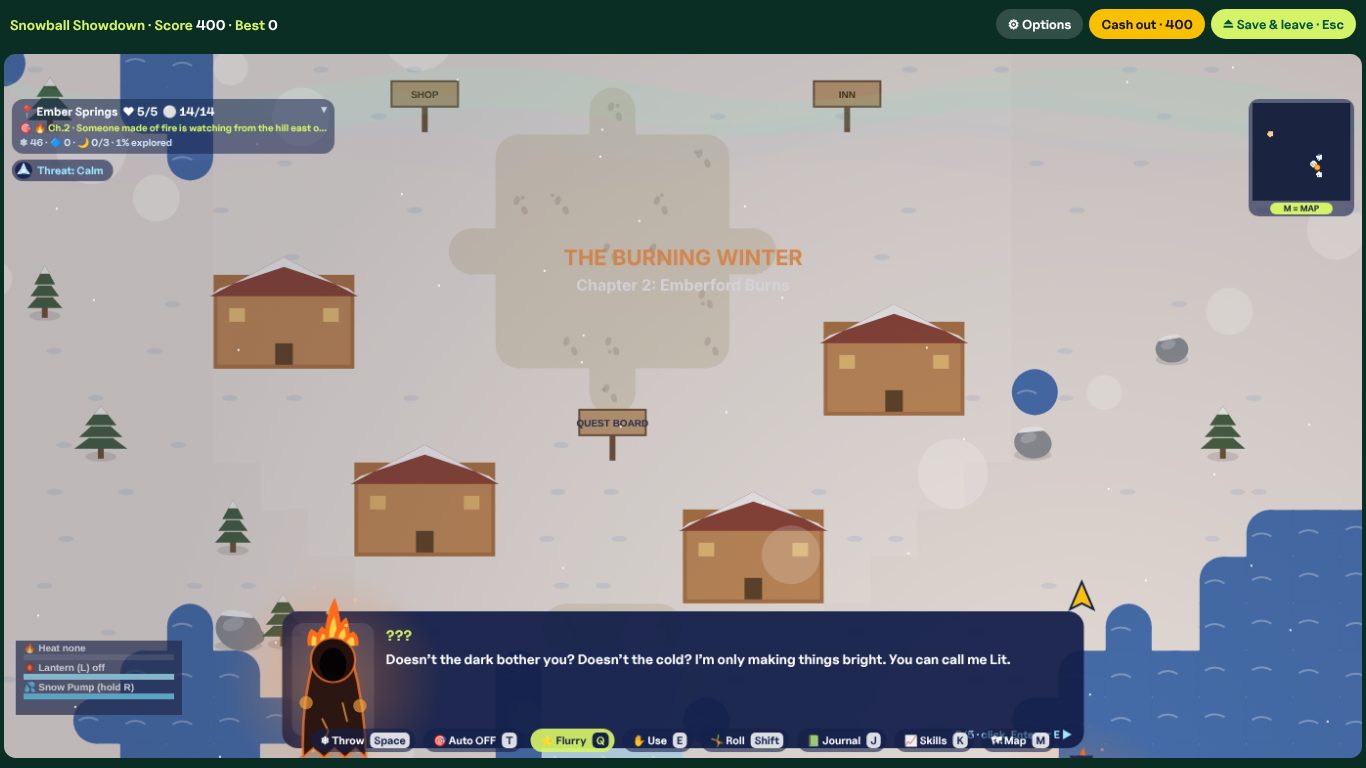 Snowball Showdown · Score 400 · Best 0
Options
Cash out · 400
Save & leave · Esc
SHOP
INN
Ember Springs 5/5 14/14
Ch.2 · Someone made of fire is watching from the hill east o...
46 · 0 · 0/3 · 1% explored
Threat: Calm
M = MAP
THE BURNING WINTER
Chapter 2: Emberford Burns
QUEST BOARD
Heat none
Lantern (L) off
Snow Pump (hold R)
???
Doesn't the dark bother you? Doesn't the cold? I'm only making things bright. You can call me Lit.
Throw Space
Auto OFF T
Flurry Q
Use E
Roll Shift
Journal J
Skills K
Map M
click
E